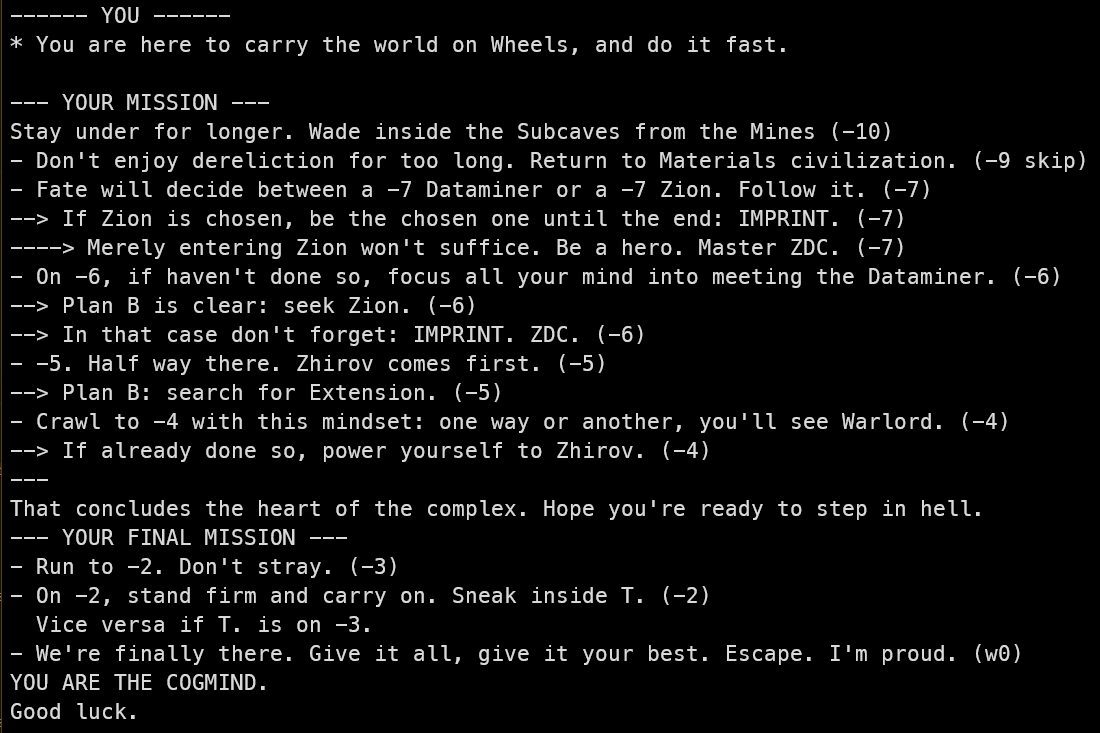 ------ YOU ------
* You are here to carry the world on Wheels, and do it fast.

--- YOUR MISSION ---
Stay under for longer. Wade inside the Subcaves from the Mines (-10)
- Don't enjoy dereliction for too long. Return to Materials civilization. (-9 skip)
- Fate will decide between a -7 Dataminer or a -7 Zion. Follow it. (-7)
--> If Zion is chosen, be the chosen one until the end: IMPRINT. (-7)
----> Merely entering Zion won't suffice. Be a hero. Master ZDC. (-7)
- On -6, if haven't done so, focus all your mind into meeting the Dataminer. (-6)
--> Plan B is clear: seek Zion. (-6)
--> In that case don't forget: IMPRINT. ZDC. (-6)
- -5. Half way there. Zhirov comes first. (-5)
--> Plan B: search for Extension. (-5)
- Crawl to -4 with this mindset: one way or another, you'll see Warlord. (-4)
--> If already done so, power yourself to Zhirov. (-4)
---
That concludes the heart of the complex. Hope you're ready to step in hell.
--- YOUR FINAL MISSION ---
- Run to -2. Don't stray. (-3)
- On -2, stand firm and carry on. Sneak inside T. (-2)
  Vice versa if T. is on -3.
- We're finally there. Give it all, give it your best. Escape. I'm proud. (w0)
YOU ARE THE COGMIND.
Good luck.